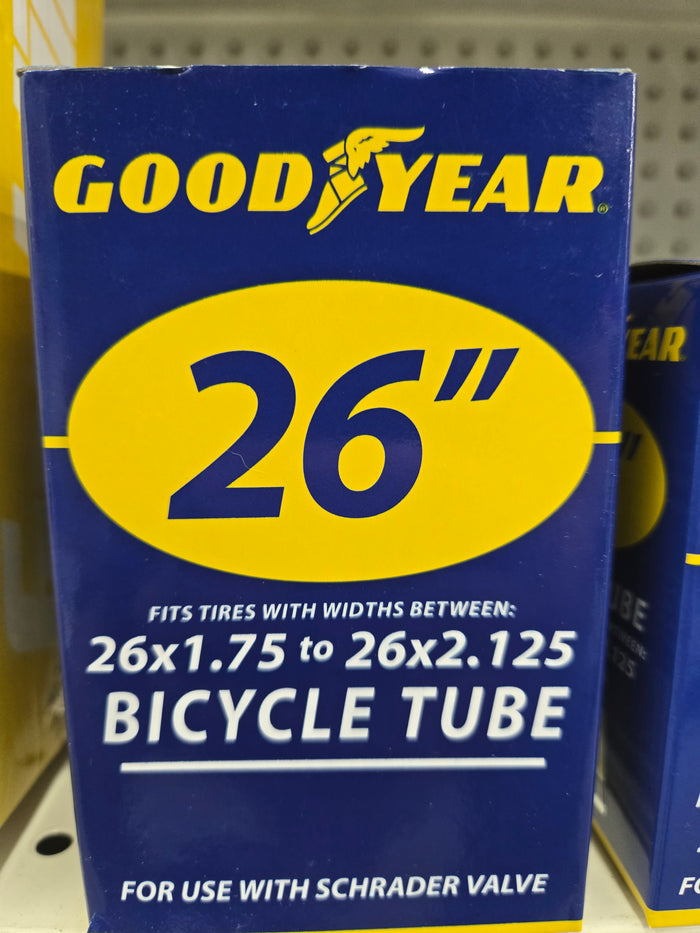 GOODYEAR
26"
FITS TIRES WITH WIDTHS BETWEEN:
26x1.75 to 26x2.125
BICYCLE TUBE
FOR USE WITH SCHRADER VALVE
EAR
"